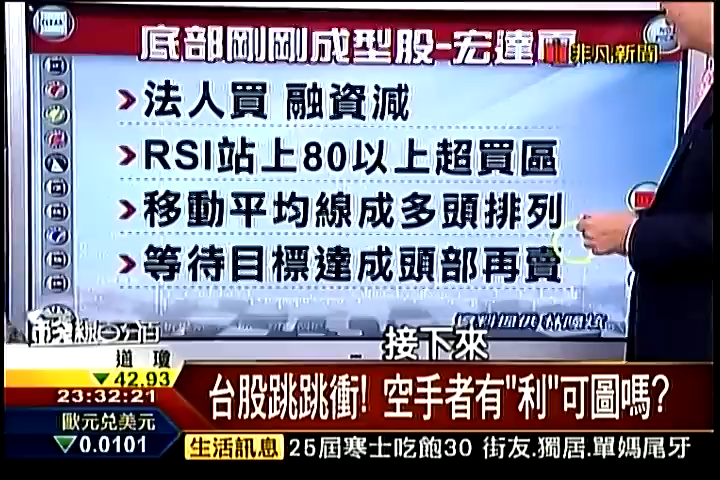 底部剛剛成型股-宏達
非凡新聞
法人買 融資減
RSI站上80以上超買區
移動平均線成多頭排列
等待目標達成頭部再賣
接下來
道瓊
▼42.93
23:32:21
歐元兌美元
▽0.0101
台股跳跳衝! 空手者有"利"可圖嗎?
生活訊息
25屆寒士吃飽30 街友.獨居.單媽尾牙